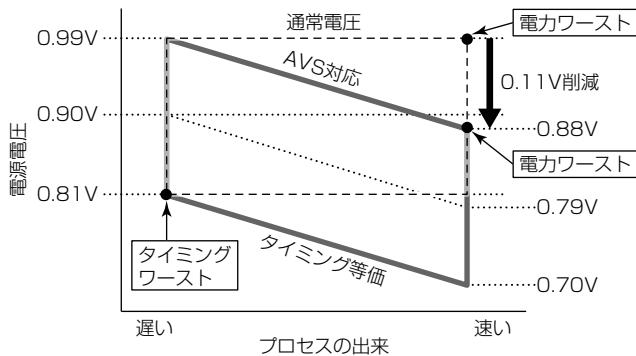 通常電圧
電力ワースト
0.99V
AVS対応
0.11V削減
0.90V
0.88V
電源電圧
電力ワースト
0.81V
0.79V
タイミング
ワースト
タイミング等価
0.70V
遅い
速い
プロセスの出来